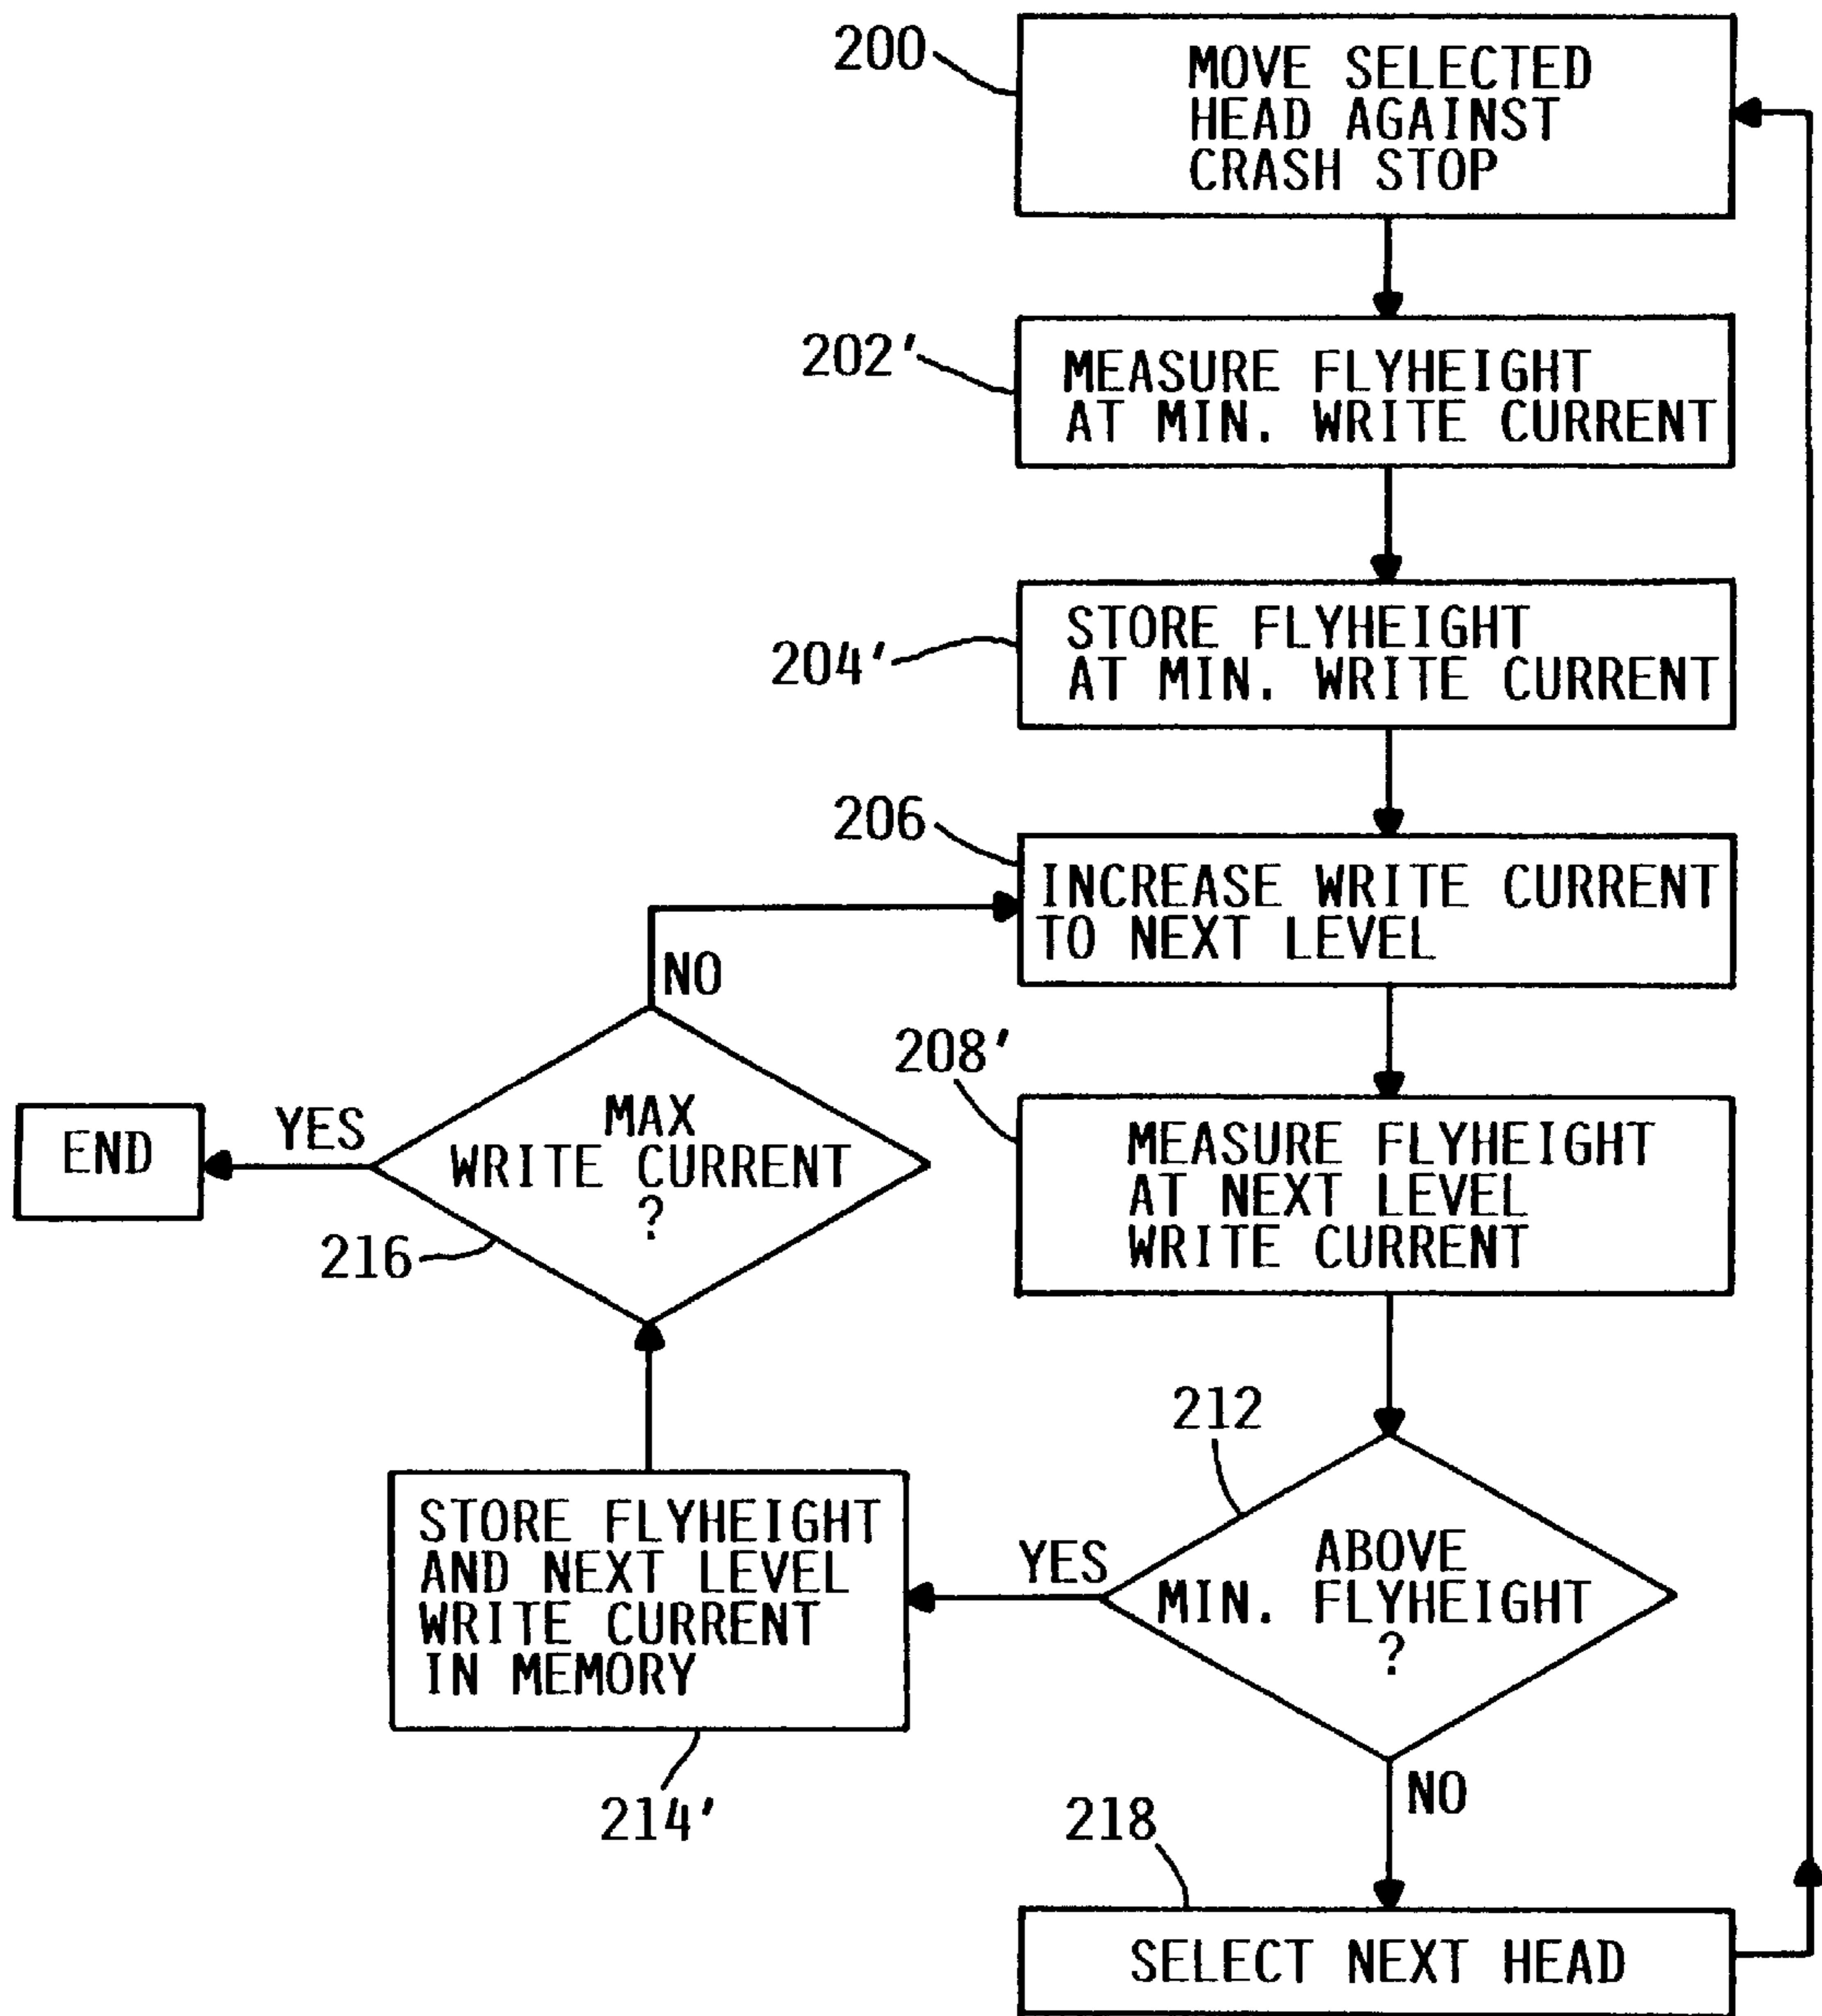 200
MOVE SELECTED
HEAD AGAINST
CRASH STOP
202'
MEASURE FLYHEIGHT
AT MIN. WRITE CURRENT
204'
STORE FLYHEIGHT
AT MIN. WRITE CURRENT
206
INCREASE WRITE CURRENT
TO NEXT LEVEL
NO
208'
MEASURE FLYHEIGHT
AT NEXT LEVEL
WRITE CURRENT
END
YES
MAX
WRITE CURRENT
?
216
212
ABOVE
MIN. FLYHEIGHT
?
YES
STORE FLYHEIGHT
AND NEXT LEVEL
WRITE CURRENT
IN MEMORY
214'
NO
218
SELECT NEXT HEAD